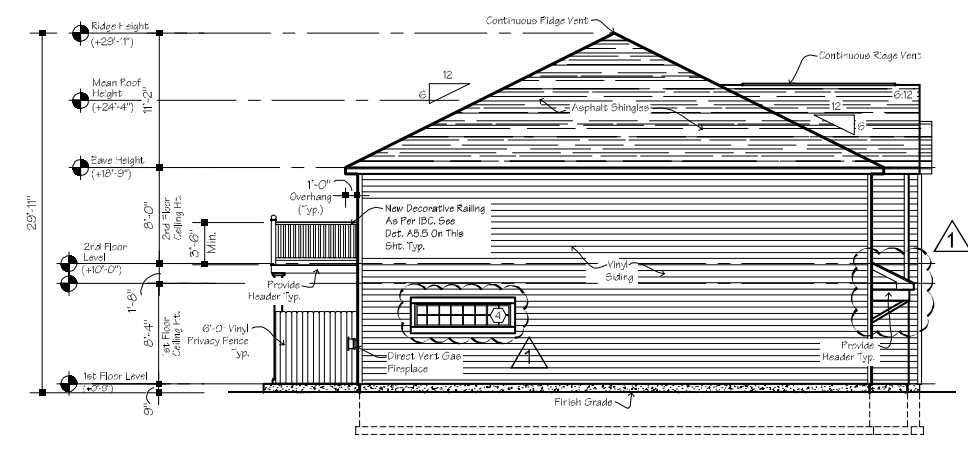 Continuous Ridge Vent
Ridge Height
(+29'-11")
Continuous Ridge Vent
Mean Roof
Height
(+24'-4")
11'-2"
12
6
6:12
12
6
Asphalt Shingles
Eave Height
(+18'-9")
1'-0"
Overhang
(Typ.)
29'-11"
8'-0"
2nd Floor
Ceiling Ht.
3'-6"
Min.
New Decorative Railing
As Per IBC. See
Det. A5.5 On This
Sht. Typ.
1
2nd Floor
Level
(+10'-0")
Vinyl
Siding
Provide
Header Typ.
1'-8"
8'-4"
1st Floor
Ceiling Ht.
6'-0" Vinyl
Privacy Fence
Typ.
4
1
Direct Vent Gas
Fireplace
Provide
Header Typ.
1st Floor Level
(+0'-9")
9"
Finish Grade